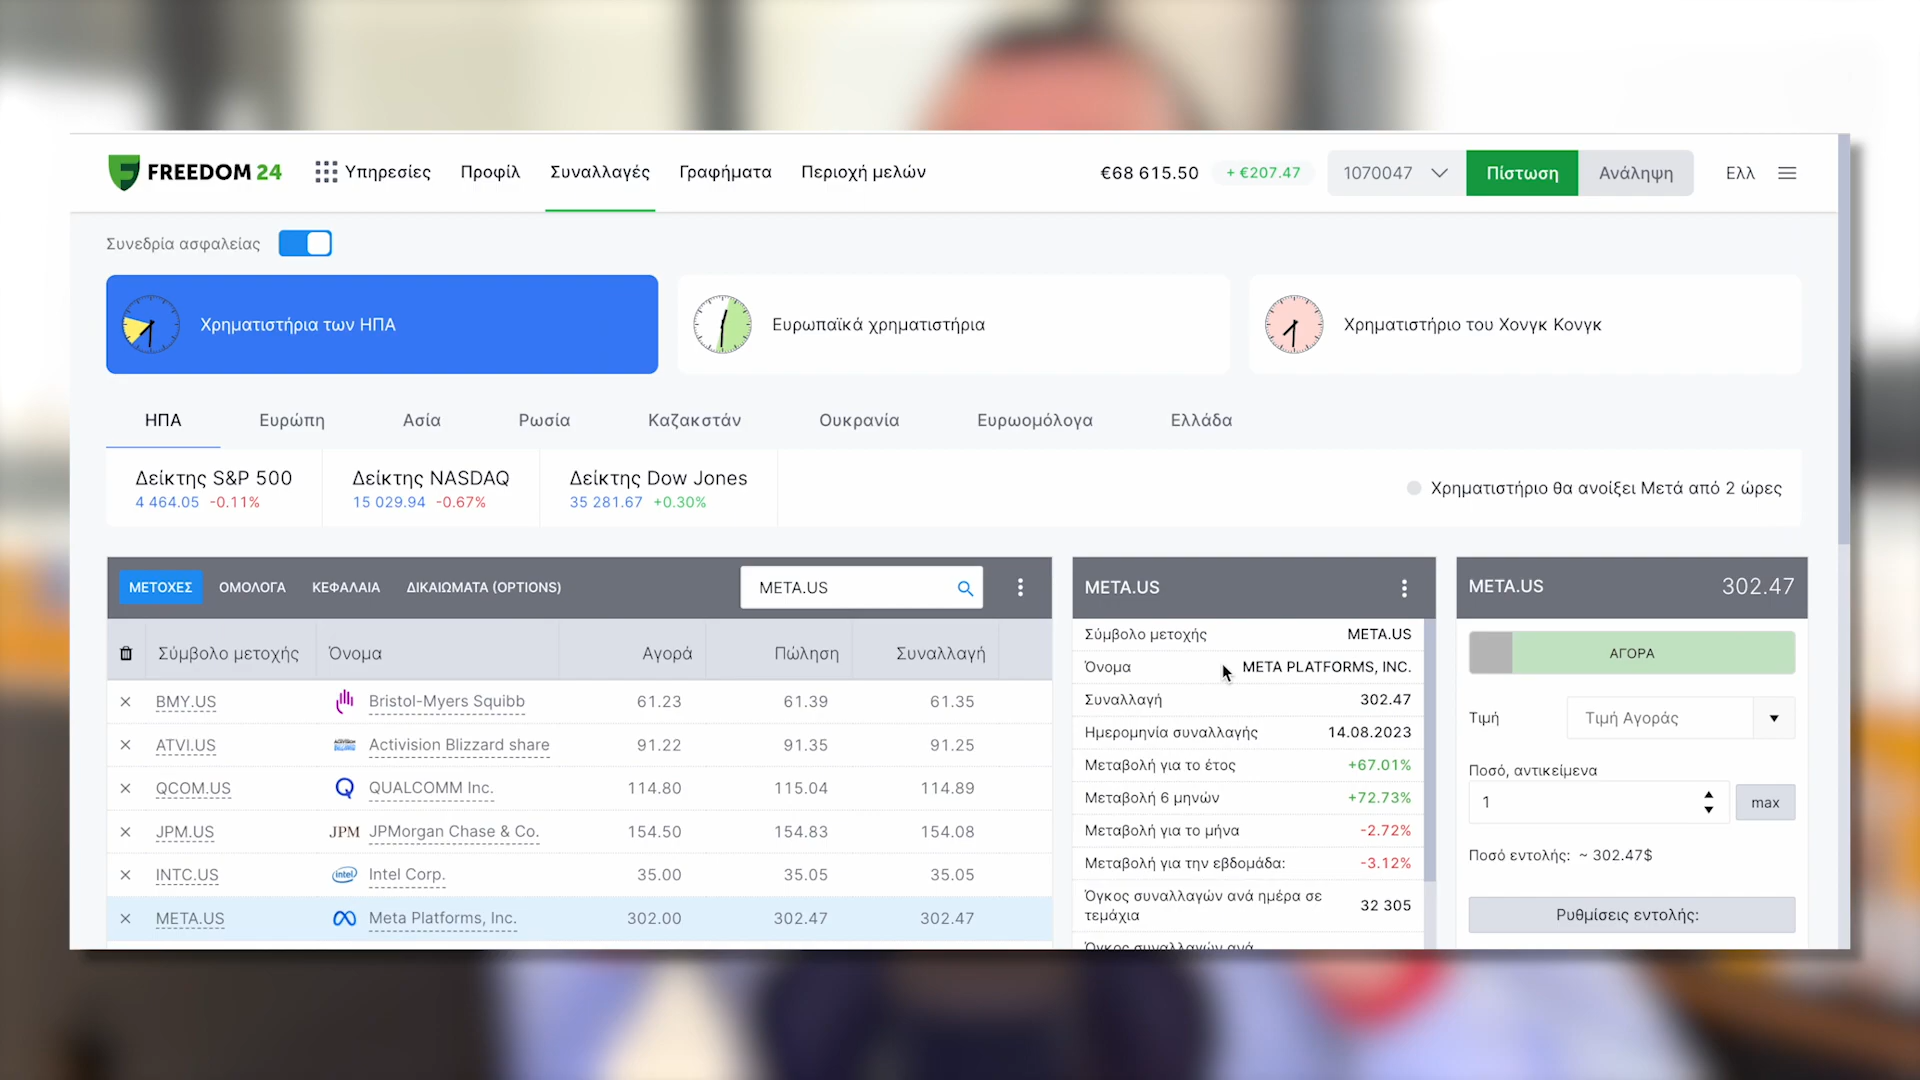 FREEDOM 24
Υπηρεσίες
Προφίλ
Συναλλαγές
Γραφήματα
Περιοχή μελών
€68 615.50
+ €207.47
1070047
Πίστωση
Ανάληψη
Ελλ
Συνεδρία ασφαλείας
Χρηματιστήρια των ΗΠΑ
Ευρωπαϊκά χρηματιστήρια
Χρηματιστήριο του Χονγκ Κονγκ
ΗΠΑ
Ευρώπη
Ασία
Ρωσία
Καζακστάν
Ουκρανία
Ευρωομόλογα
Ελλάδα
Δείκτης S&P 500
4 464.05 -0.11%
Δείκτης NASDAQ
15 029.94 -0.67%
Δείκτης Dow Jones
35 281.67 +0.30%
Χρηματιστήριο θα ανοίξει Μετά από 2 ώρες
ΜΕΤΟΧΕΣ
ΟΜΟΛΟΓΑ
ΚΕΦΑΛΑΙΑ
ΔΙΚΑΙΩΜΑΤΑ (OPTIONS)
META.US
Σύμβολο μετοχής
Όνομα
Αγορά
Πώληση
Συναλλαγή
BMY.US Bristol-Myers Squibb 61.23 61.39 61.35
ATVI.US Activision Blizzard share 91.22 91.35 91.25
QCOM.US QUALCOMM Inc. 114.80 115.04 114.89
JPM.US JPM JPMorgan Chase & Co. 154.50 154.83 154.08
INTC.US intel Intel Corp. 35.00 35.05 35.05
META.US Meta Platforms, Inc. 302.00 302.47 302.47
META.US
Σύμβολο μετοχής META.US
Όνομα META PLATFORMS, INC.
Συναλλαγή 302.47
Ημερομηνία συναλλαγής 14.08.2023
Μεταβολή για το έτος +67.01%
Μεταβολή 6 μηνών +72.73%
Μεταβολή για το μήνα -2.72%
Μεταβολή για την εβδομάδα: -3.12%
Όγκος συναλλαγών ανά ημέρα σε
τεμάχια 32 305
Όγκος συναλλαγών ανά
META.US 302.47
ΑΓΟΡΑ
Τιμή
Τιμή Αγοράς
Ποσό, αντικείμενα
1
max
Ποσό εντολής: ~ 302.47$
Ρυθμίσεις εντολής: